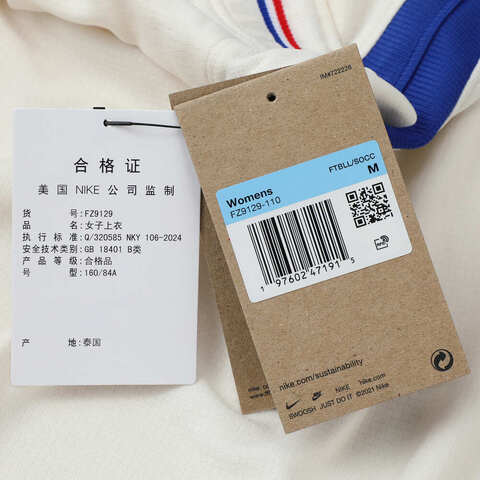 合格证
美国 NIKE 公司监制
货 号:FZ9129
品 名:女子上衣
执行标准:Q/320585 NKY 106-2024
安全技术类别:GB 18401 B类
产品等级:合格品
号 型:160/84A
产 地:泰国
IM#722226
FTBLL/SOCC
M
Womens
FZ9129-110
1 97602 47191 5
nike.com/sustainability
NIKE nike.com
SWOOSH JUST DO IT ©2021 Nike